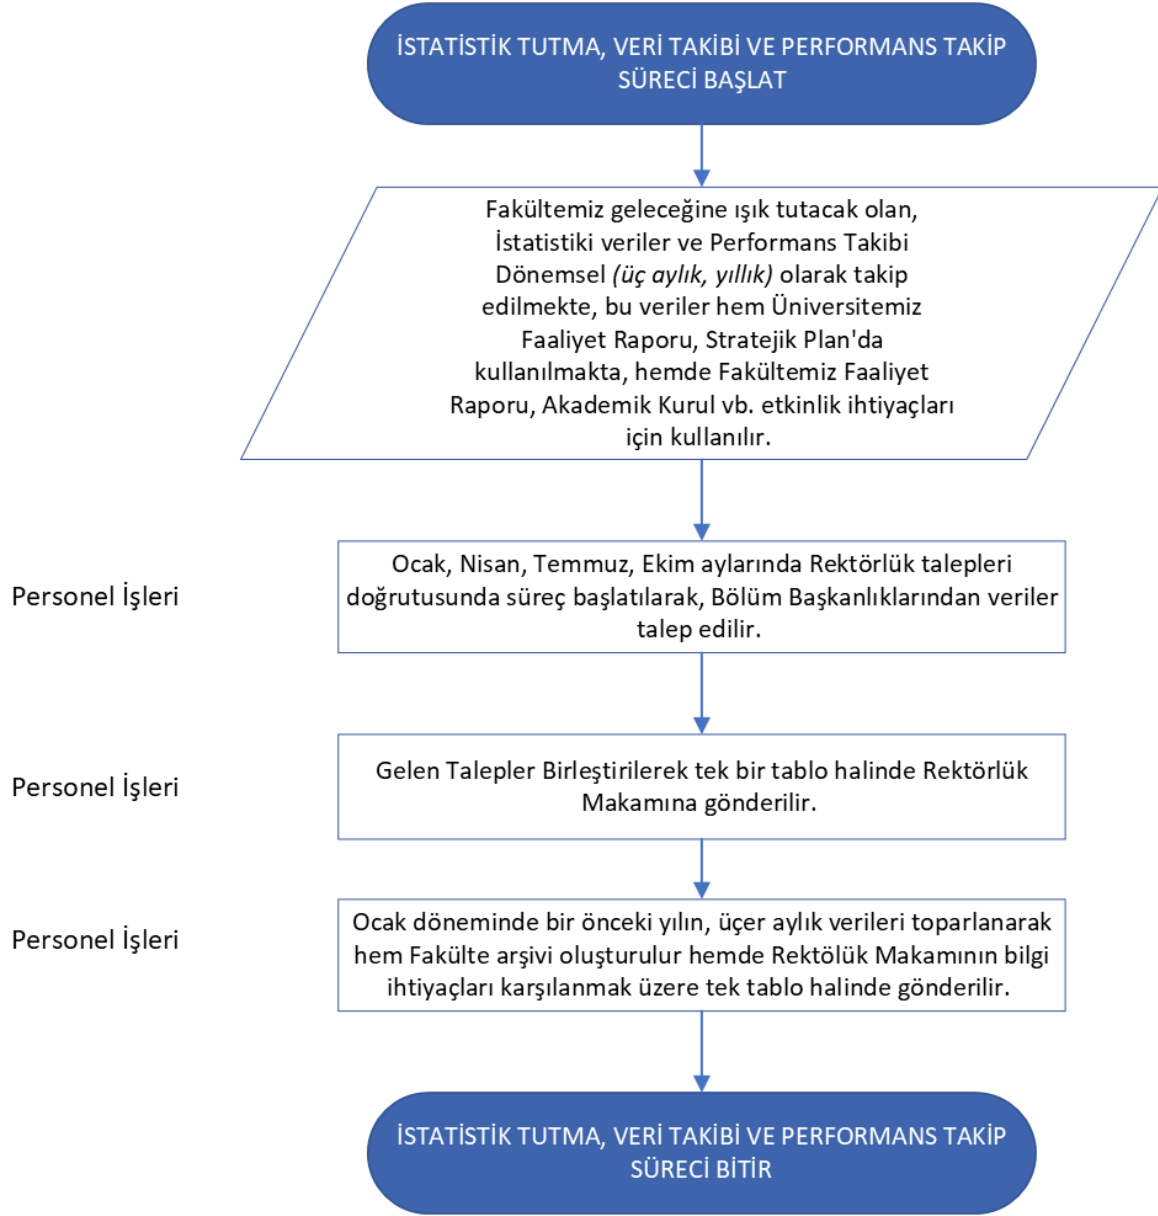 İSTATİSTİK TUTMA, VERİ TAKİBİ VE PERFORMANS TAKİP
SÜRECİ BAŞLAT
Fakültemiz geleceğine ışık tutacak olan,
İstatistiki veriler ve Performans Takibi
Dönemsel (üç aylık, yıllık) olarak takip
edilmekte, bu veriler hem Üniversitemiz
Faaliyet Raporu, Stratejik Plan'da
kullanılmakta, hemde Fakültemiz Faaliyet
Raporu, Akademik Kurul vb. etkinlik ihtiyaçları
için kullanılır.
Personel İşleri
Ocak, Nisan, Temmuz, Ekim aylarında Rektörlük talepleri
doğrutusunda süreç başlatılarak, Bölüm Başkanlıklarından veriler
talep edilir.
Personel İşleri
Gelen Talepler Birleştirilerek tek bir tablo halinde Rektörlük
Makamına gönderilir.
Personel İşleri
Ocak döneminde bir önceki yılın, üçer aylık verileri toparlanarak
hem Fakülte arşivi oluşturulur hemde Rektölük Makamının bilgi
ihtiyaçları karşılanmak üzere tek tablo halinde gönderilir.
İSTATİSTİK TUTMA, VERİ TAKİBİ VE PERFORMANS TAKİP
SÜRECİ BİTİR